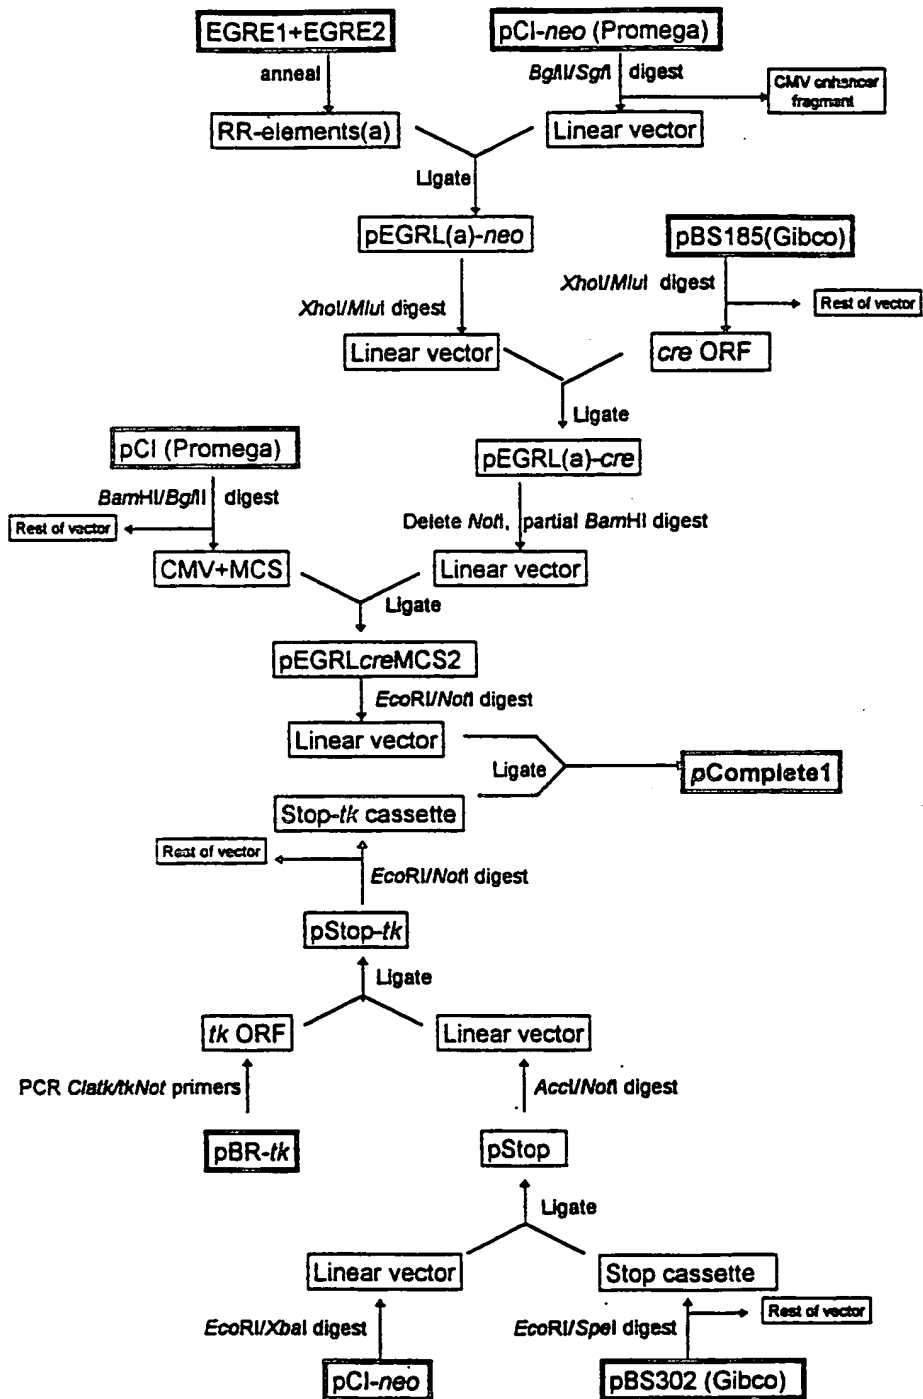 EGRE1+EGRE2
pCI-neo (Promega)
anneal
BglII/SgfI digest
CMV enhancer
fragment
RR-elements(a)
Linear vector
Ligate
pEGRL(a)-neo
pBS185(Gibco)
XhoI/MluI digest
XhoI/MluI digest
Rest of vector
Linear vector
cre ORF
Ligate
pCI (Promega)
pEGRL(a)-cre
BamHI/BglII digest
Delete NotI, partial BamHI digest
Rest of vector
CMV+MCS
Linear vector
Ligate
pEGRLcreMCS2
EcoRI/NotI digest
Linear vector
Ligate
pComplete1
Stop-tk cassette
Rest of vector
EcoRI/NotI digest
pStop-tk
Ligate
tk ORF
Linear vector
PCR Clatk/tkNot primers
AccI/NotI digest
pBR-tk
pStop
Ligate
Linear vector
Stop cassette
EcoRI/XbaI digest
EcoRI/SpeI digest
Rest of vector
pCI-neo
pBS302 (Gibco)